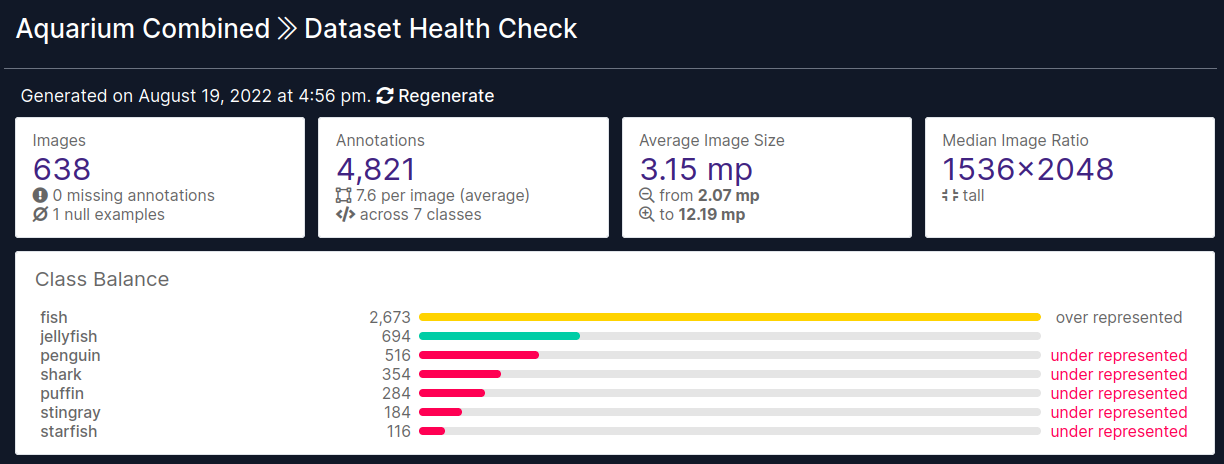 Aquarium Combined » Dataset Health Check
Generated on August 19, 2022 at 4:56 pm. Regenerate
Images
638
0 missing annotations
1 null examples
Annotations
4,821
7.6 per image (average)
across 7 classes
Average Image Size
3.15 mp
from 2.07 mp
to 12.19 mp
Median Image Ratio
1536×2048
tall
Class Balance
fish 2,673 over represented
jellyfish 694
penguin 516 under represented
shark 354 under represented
puffin 284 under represented
stingray 184 under represented
starfish 116 under represented